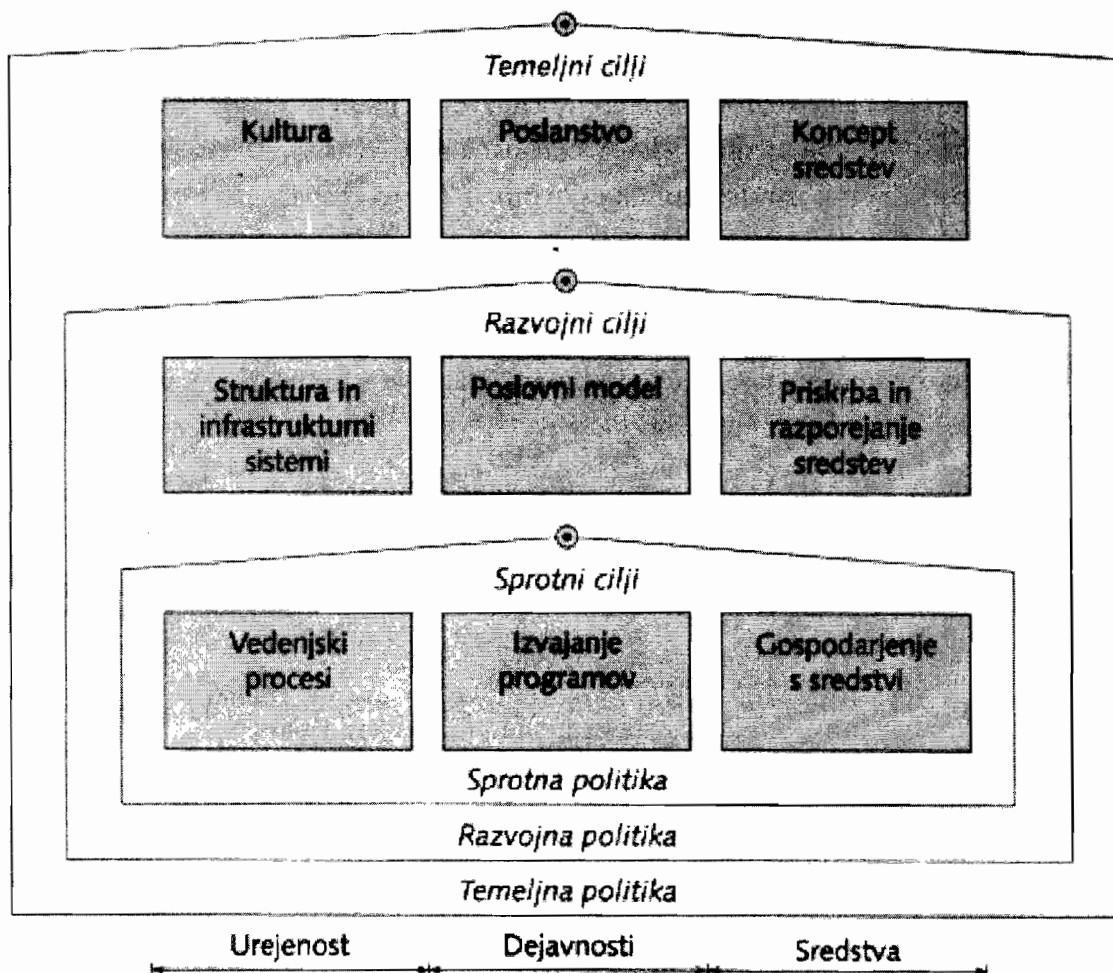 Temeljni cilji
Kultura
Poslanstvo
Koncept
sredstev
Razvojni cilji
Struktura in
infrastrukturni
sistemi
Poslovni model
Priskrba in
razporejanje
sredstev
Sprotni cilji
Vedenjski
procesi
Izvajanje
programov
Gospodarjenje
s sredstvi
Sprotna politika
Razvojna politika
Temeljna politika
Urejenost
Dejavnosti
Sredstva